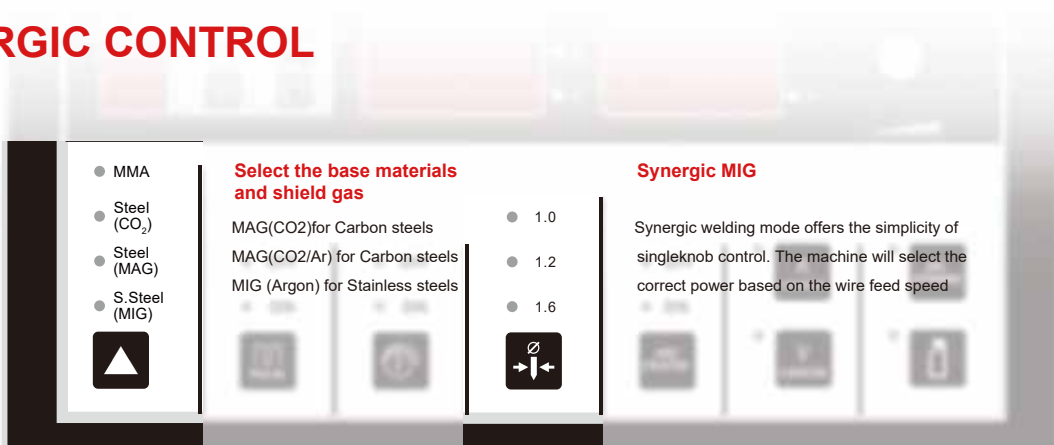 RGIC CONTROL
MMA
Steel
(CO₂)
Steel
(MAG)
S.Steel
(MIG)
Select the base materials
and shield gas
MAG(CO2)for Carbon steels
MAG(CO2/Ar) for Carbon steels
MIG (Argon) for Stainless steels
1.0
1.2
1.6
Ø
Synergic MIG
Synergic welding mode offers the simplicity of
singleknob control. The machine will select the
correct power based on the wire feed speed